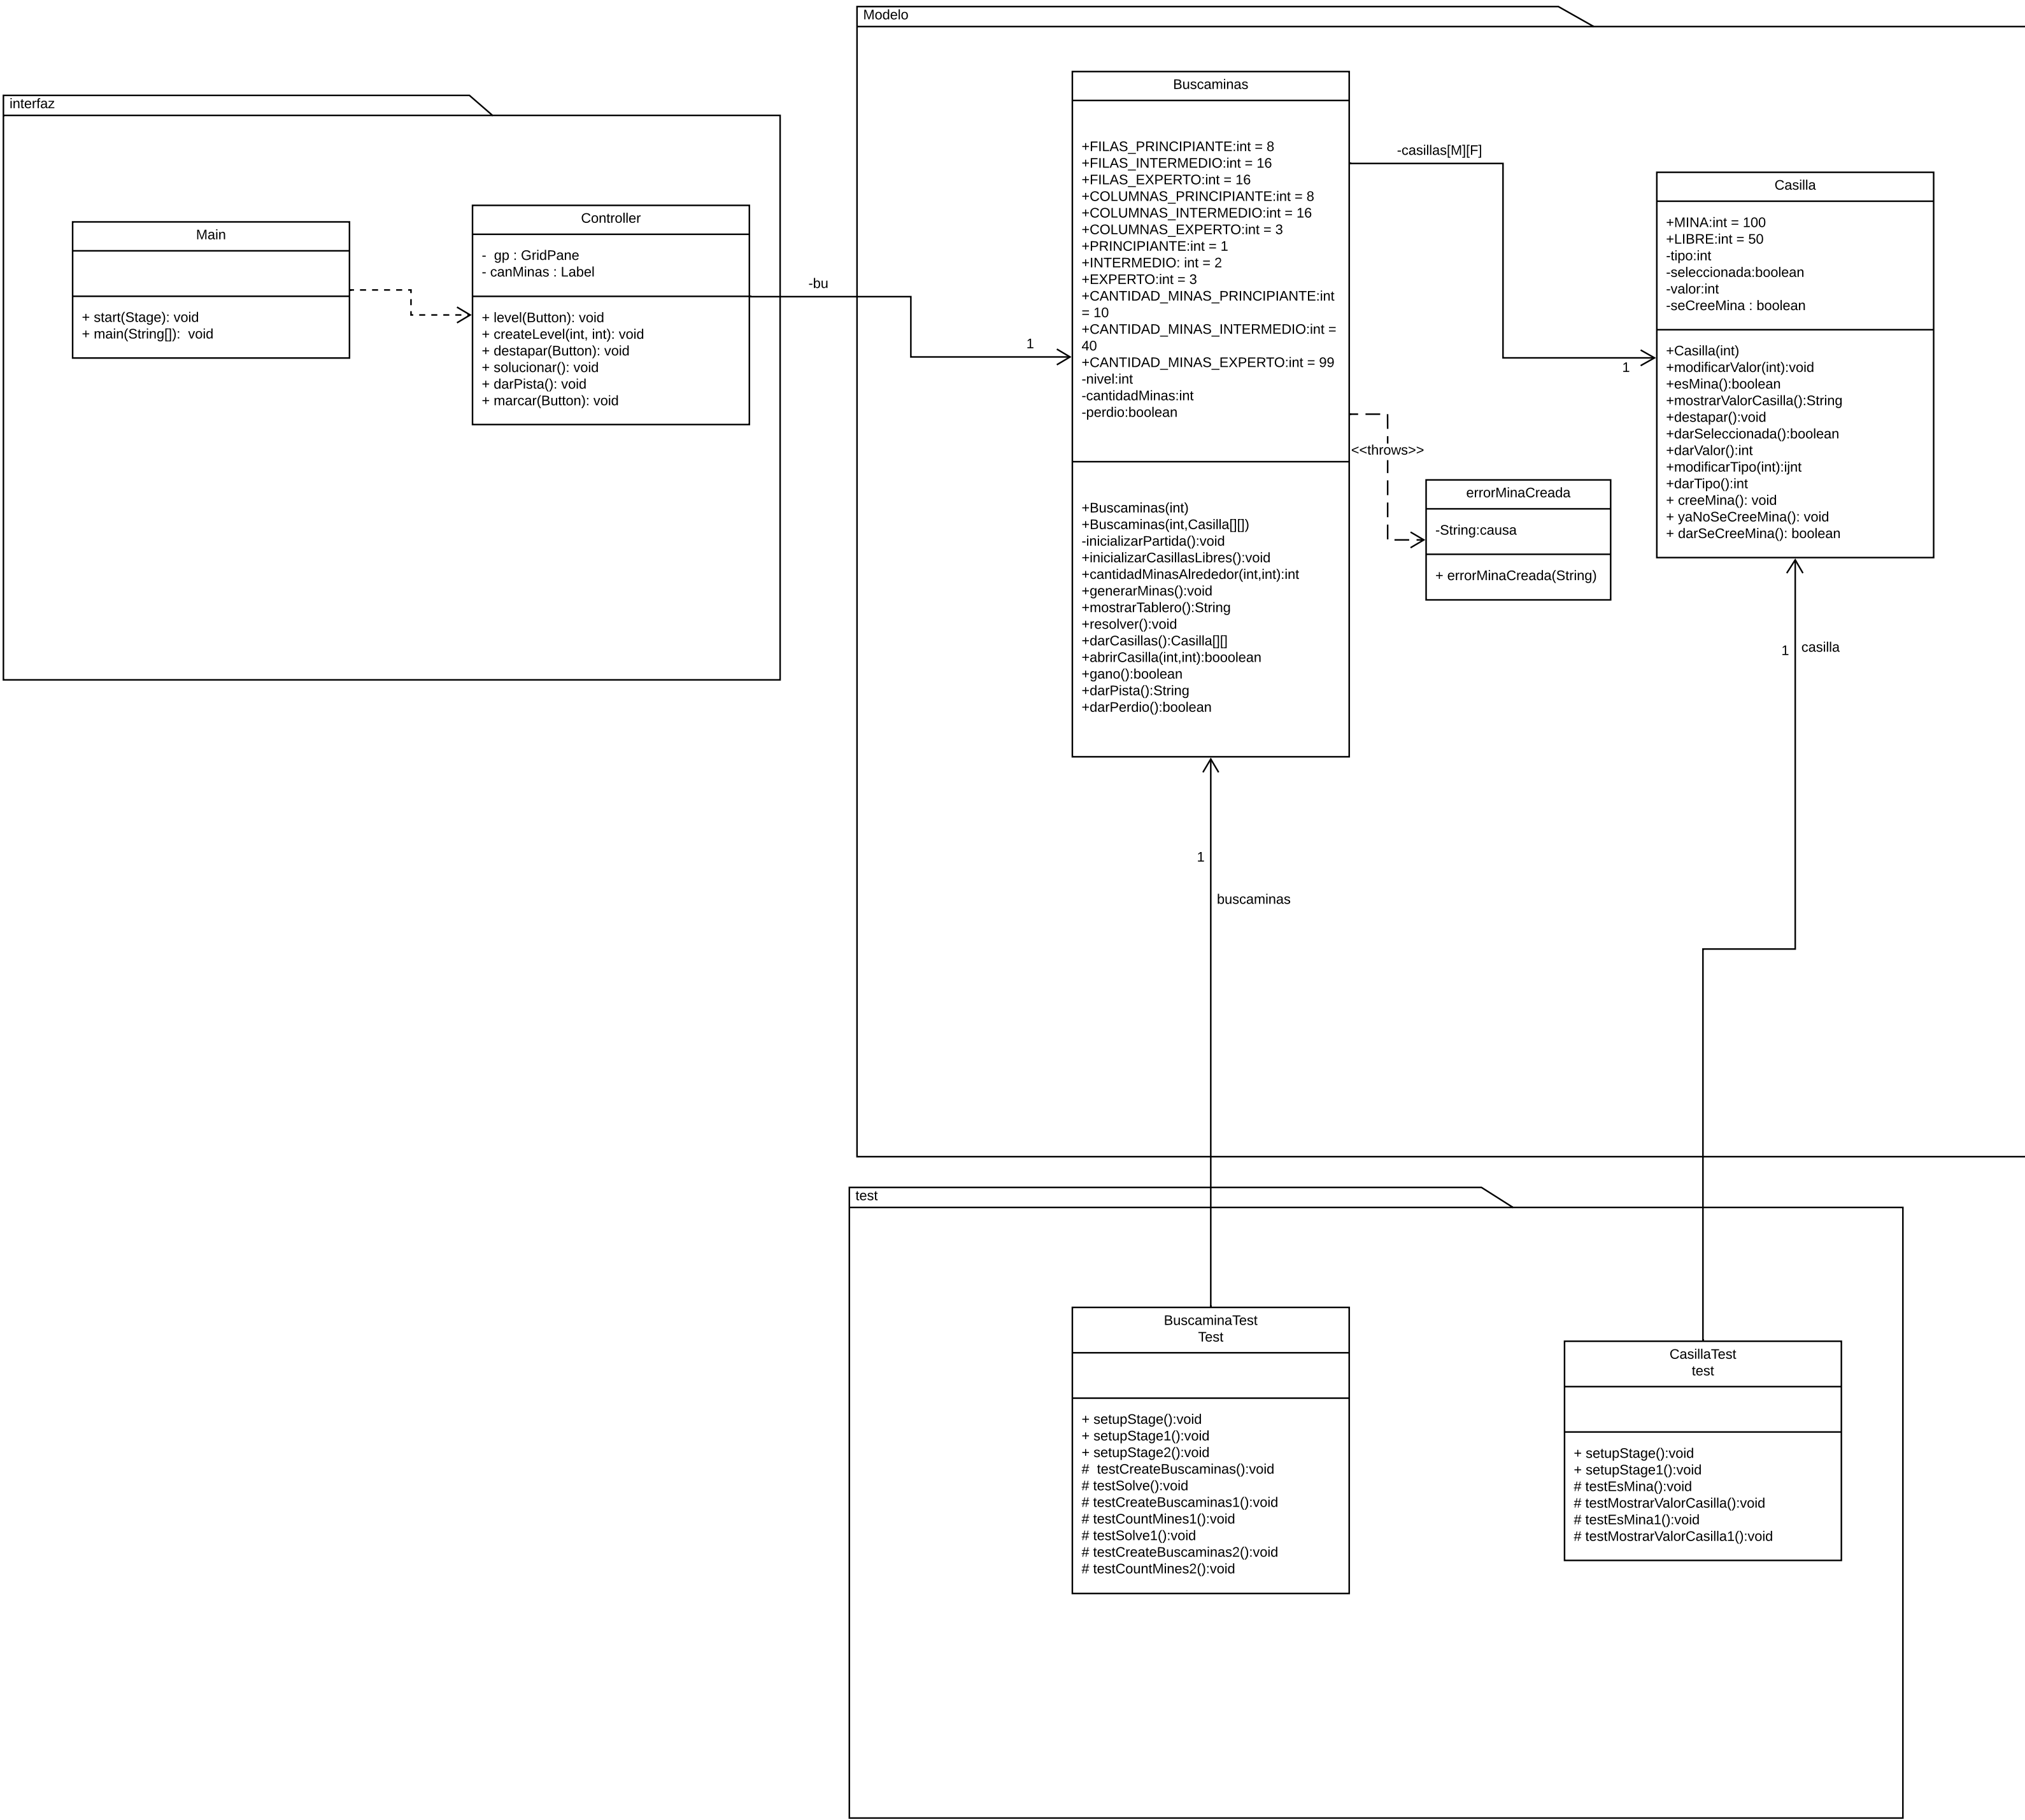 Modelo
interfaz
Main
+ start(Stage): void
+ main(String[]):  void
Controller
-  gp : GridPane
- canMinas : Label
+ level(Button): void
+ createLevel(int, int): void
+ destapar(Button): void
+ solucionar(): void
+ darPista(): void
+ marcar(Button): void
-bu
1
Buscaminas
+FILAS_PRINCIPIANTE:int = 8
+FILAS_INTERMEDIO:int = 16
+FILAS_EXPERTO:int = 16
+COLUMNAS_PRINCIPIANTE:int = 8
+COLUMNAS_INTERMEDIO:int = 16
+COLUMNAS_EXPERTO:int = 3
+PRINCIPIANTE:int = 1
+INTERMEDIO: int = 2
+EXPERTO:int = 3
+CANTIDAD_MINAS_PRINCIPIANTE:int
= 10
+CANTIDAD_MINAS_INTERMEDIO:int =
40
+CANTIDAD_MINAS_EXPERTO:int = 99
-nivel:int
-cantidadMinas:int
-perdio:boolean
+Buscaminas(int)
+Buscaminas(int,Casilla[][])
-inicializarPartida():void
+inicializarCasillasLibres():void
+cantidadMinasAlrededor(int,int):int
+generarMinas():void
+mostrarTablero():String
+resolver():void
+darCasillas():Casilla[][]
+abrirCasilla(int,int):booolean
+gano():boolean
+darPista():String
+darPerdio():boolean
-casillas[M][F]
1
<<throws>>
errorMinaCreada
-String:causa
+ errorMinaCreada(String)
Casilla
+MINA:int = 100
+LIBRE:int = 50
-tipo:int
-seleccionada:boolean
-valor:int
-seCreeMina : boolean
+Casilla(int)
+modificarValor(int):void
+esMina():boolean
+mostrarValorCasilla():String
+destapar():void
+darSeleccionada():boolean
+darValor():int
+modificarTipo(int):ijnt
+darTipo():int
+ creeMina(): void
+ yaNoSeCreeMina(): void
+ darSeCreeMina(): boolean
1
casilla
1
buscaminas
test
BuscaminaTest
Test
+ setupStage():void
+ setupStage1():void
+ setupStage2():void
#  testCreateBuscaminas():void
# testSolve():void
# testCreateBuscaminas1():void
# testCountMines1():void
# testSolve1():void
# testCreateBuscaminas2():void
# testCountMines2():void
CasillaTest
test
+ setupStage():void
+ setupStage1():void
# testEsMina():void
# testMostrarValorCasilla():void
# testEsMina1():void
# testMostrarValorCasilla1():void